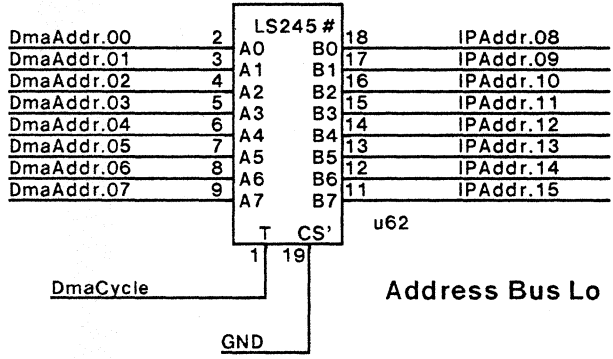 LS245 #
DmaAddr.00 2 A0 B0 18 IPAddr.08
DmaAddr.01 3 A1 B1 17 IPAddr.09
DmaAddr.02 4 A2 B2 16 IPAddr.10
DmaAddr.03 5 A3 B3 15 IPAddr.11
DmaAddr.04 6 A4 B4 14 IPAddr.12
DmaAddr.05 7 A5 B5 13 IPAddr.13
DmaAddr.06 8 A6 B6 12 IPAddr.14
DmaAddr.07 9 A7 B7 11 IPAddr.15
u62
T CS'
1 19
DmaCycle
Address Bus Lo
GND